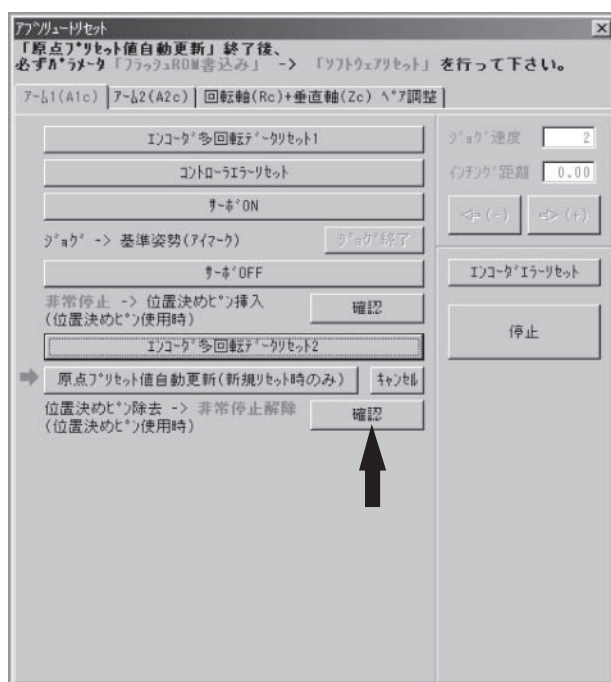 アブソリュートリセット
「原点プリセット値自動更新」終了後、
必ずパラメータ「フラッシュROM書込み」 -> 「ソフトウェアリセット」 を行って下さい。
アーム1(A1c) アーム2(A2c) 回転軸(Rc)+垂直軸(Zc) ペア調整
エンコーダ多回転データリセット1
コントローラエラーリセット
サーボON
ジョグ -> 基準姿勢(アイマーク) ジョグ終了
サーボOFF
非常停止 -> 位置決めピン挿入
(位置決めピン使用時) 確認
エンコーダ多回転データリセット2
原点プリセット値自動更新(新規リセット時のみ) キャンセル
位置決めピン除去 -> 非常停止解除
(位置決めピン使用時) 確認
ジョグ速度 2
インチング距離 0.00
(-) (+)
エンコーダエラーリセット
停止